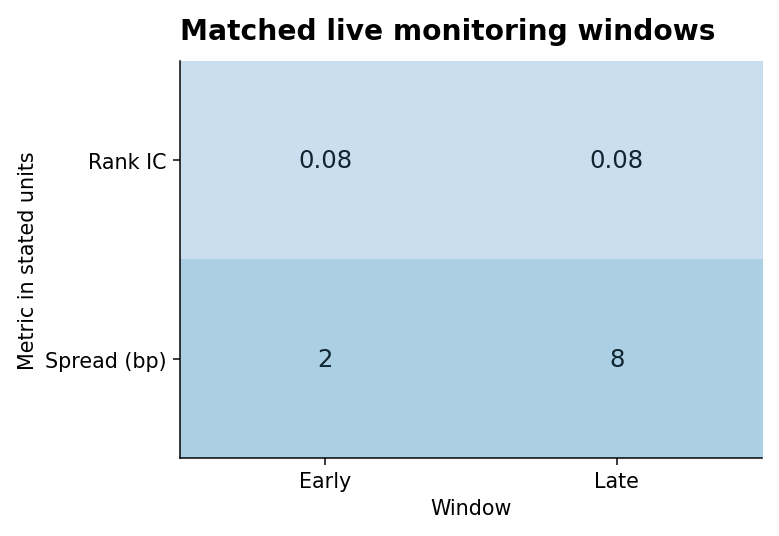 Matched live monitoring windows
Metric in stated units
Rank IC
0.08 0.08
Spread (bp)
2 8
Early Late
Window